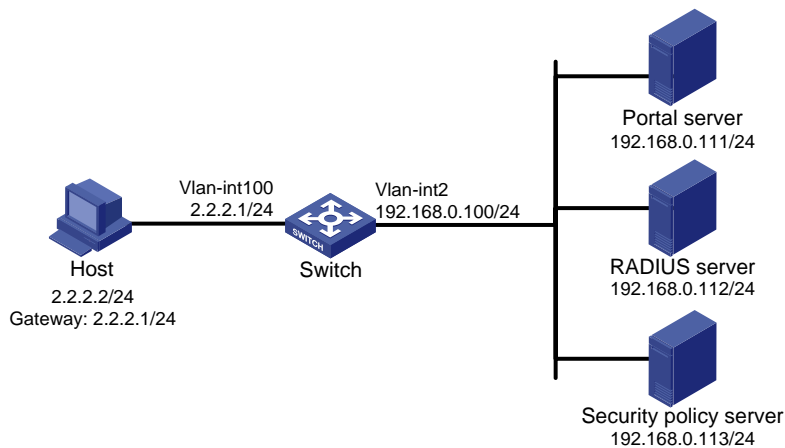 Portal server
192.168.0.111/24
Vlan-int100
2.2.2.1/24
Vlan-int2
192.168.0.100/24
SWITCH
Host
2.2.2.2/24
Gateway: 2.2.2.1/24
Switch
RADIUS server
192.168.0.112/24
Security policy server
192.168.0.113/24